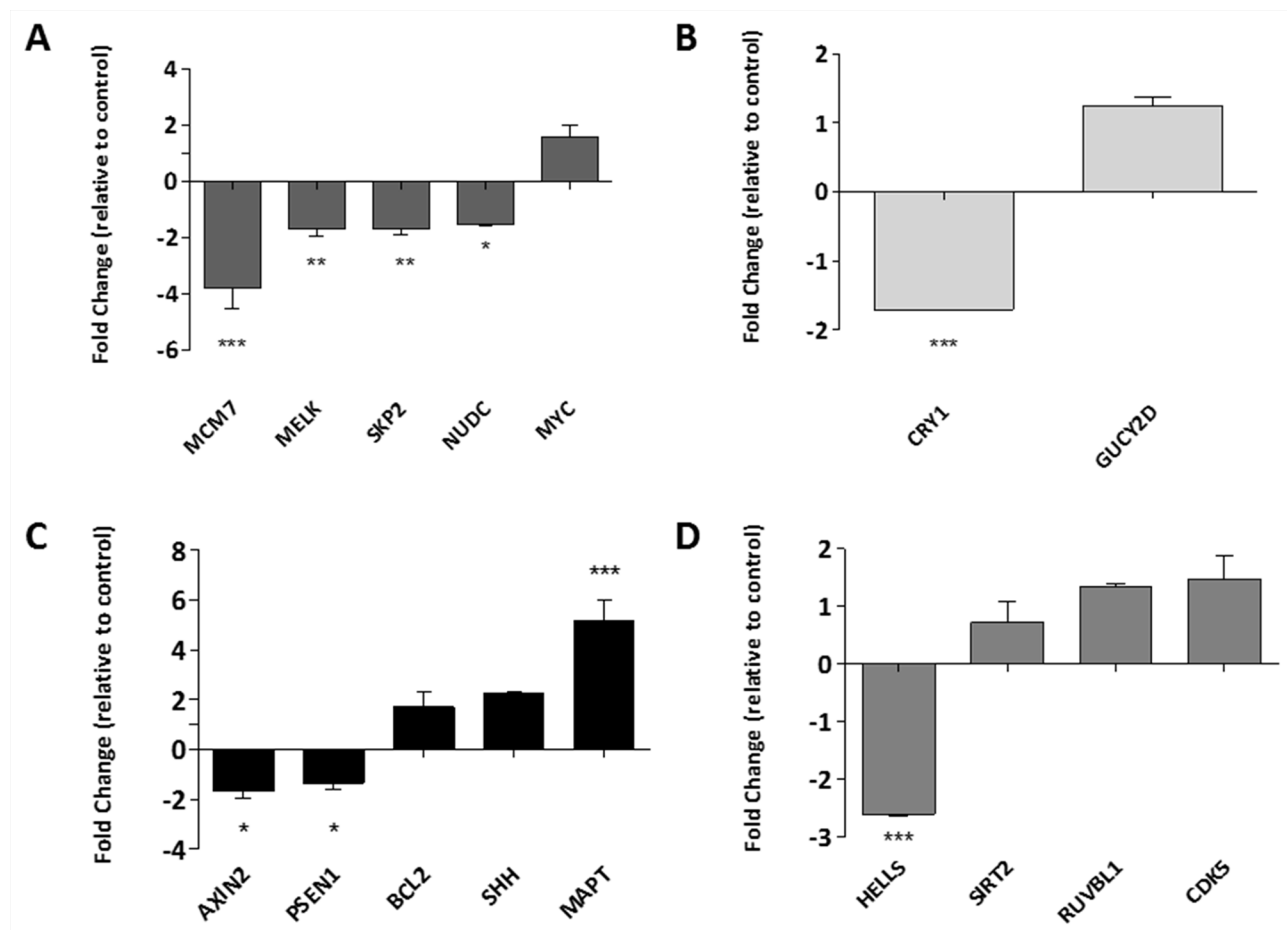 A
Fold Change (relative to control)
4
2
0
-2
-4
-6
***
**
**
*
MCM7
MELK
SKP2
NUDC
MYC
B
Fold Change (relative to control)
2
1
0
-1
-2
***
CRY1
GUCY2D
C
Fold Change (relative to control)
8
6
4
2
0
-2
-4
*
*
***
AXIN2
PSEN1
BCL2
SHH
MAPT
D
Fold Change (relative to control)
2
1
0
-1
-2
-3
***
HELLS
SIRT2
RUVBL1
CDK5